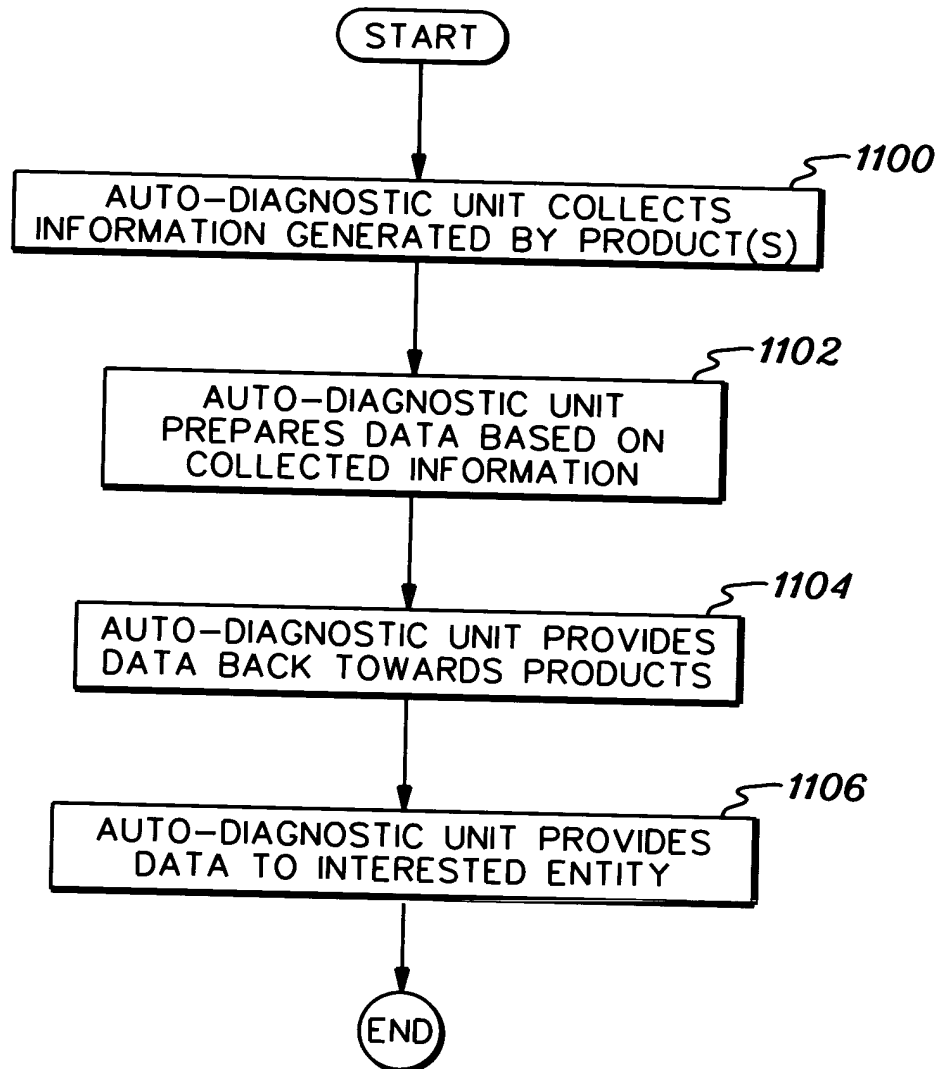 START
1100
AUTO-DIAGNOSTIC UNIT COLLECTS
INFORMATION GENERATED BY PRODUCT(S)
1102
AUTO-DIAGNOSTIC UNIT
PREPARES DATA BASED ON
COLLECTED INFORMATION
1104
AUTO-DIAGNOSTIC UNIT PROVIDES
DATA BACK TOWARDS PRODUCTS
1106
AUTO-DIAGNOSTIC UNIT PROVIDES
DATA TO INTERESTED ENTITY
END